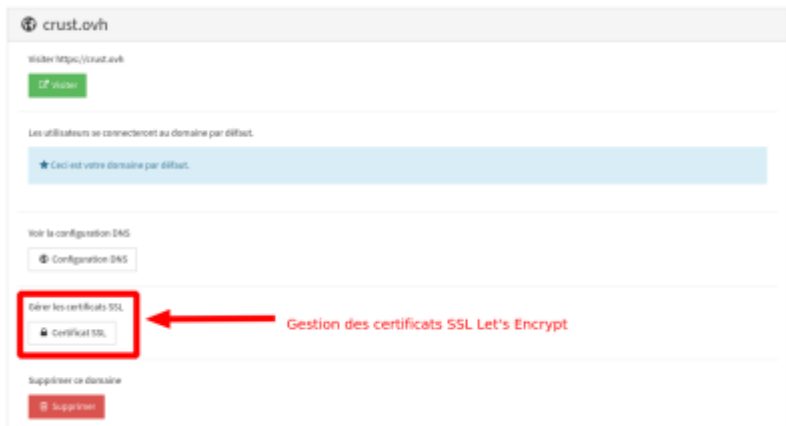 crust.ovh
Visiter https://crust.ovh
Visiter
Les utilisateurs se connecteront au domaine par défaut.
Ceci est votre domaine par défaut.
Voir la configuration DNS
Configuration DNS
Gérer les certificats SSL
Certificat SSL
Gestion des certificats SSL Let's Encrypt
Supprimer ce domaine
Supprimer